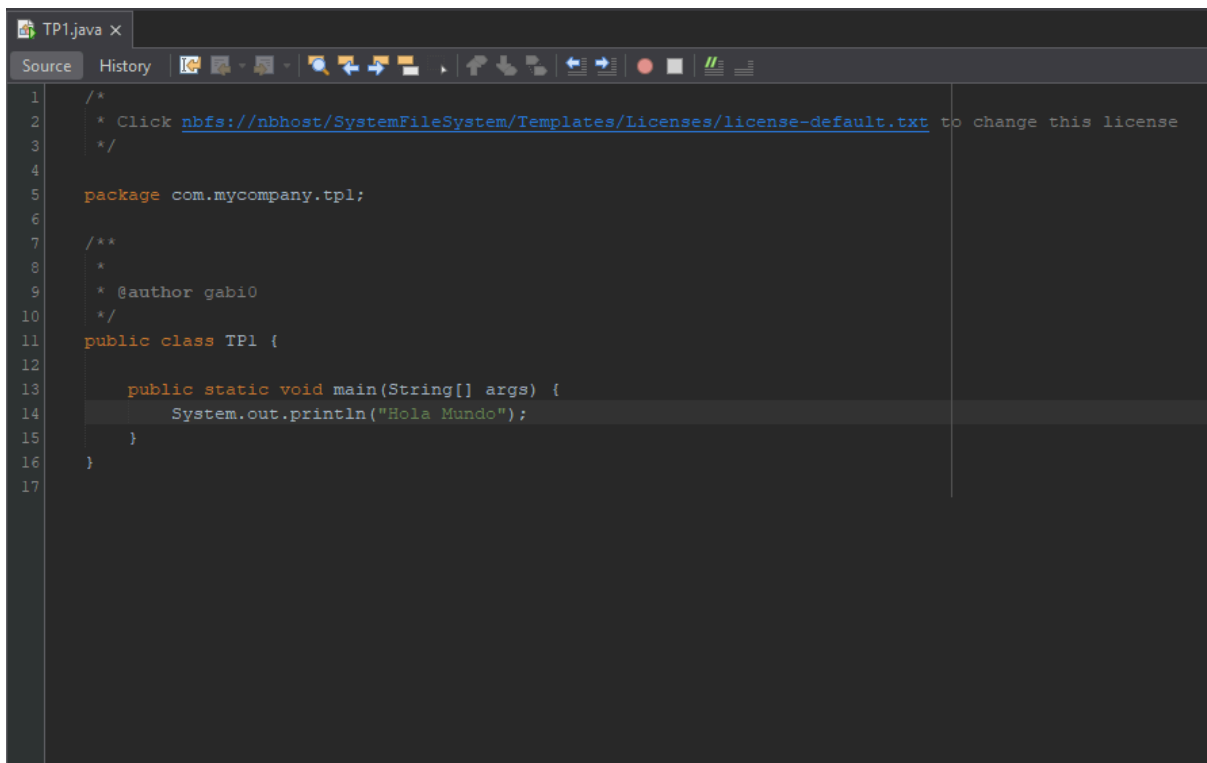 TP1.java
Source History
1 /*
2 * Click nbfs://nbhost/SystemFileSystem/Templates/Licenses/license-default.txt to change this license
3 */
4
5 package com.mycompany.tp1;
6
7 /**
8 *
9 * @author gabi0
10 */
11 public class TP1 {
12
13 public static void main(String[] args) {
14 System.out.println("Hola Mundo");
15 }
16 }
17